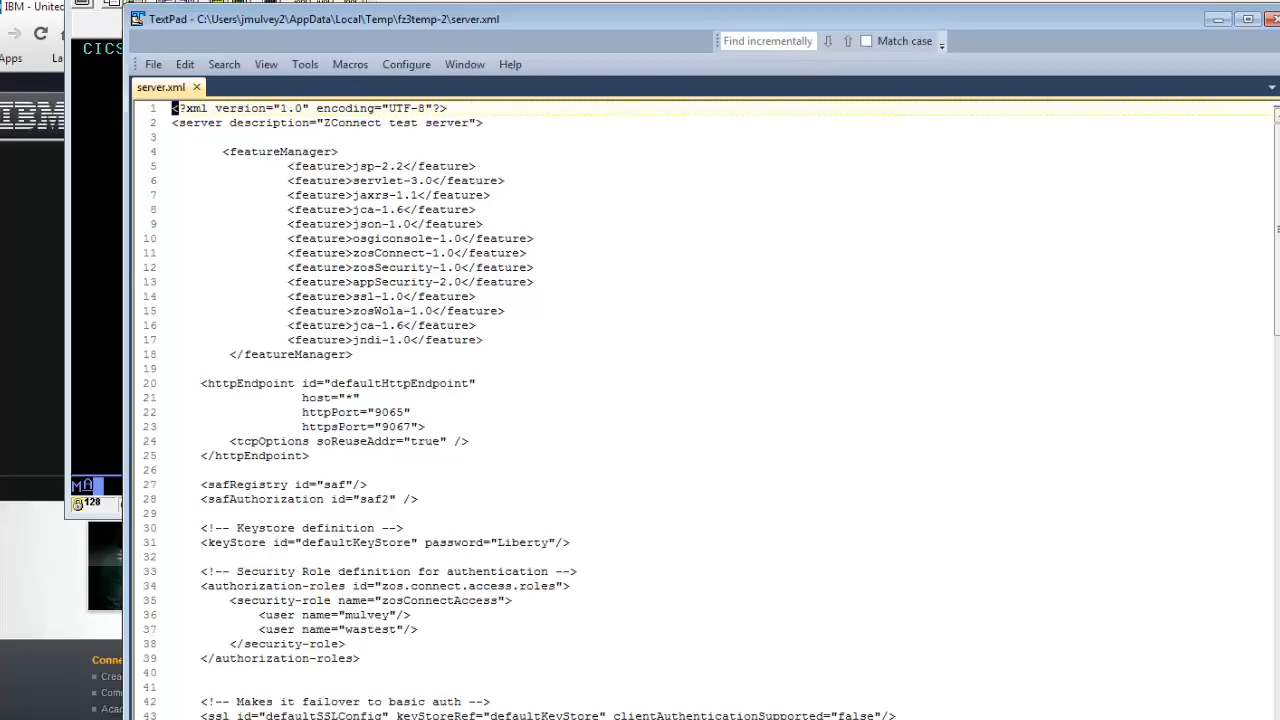 IBM - Unitec
Apps
La
CICS
TextPad - C:\Users\jmulvey2\AppData\Local\Temp\fz3temp-2\server.xml
Find incrementally
Match case
File Edit Search View Tools Macros Configure Window Help
server.xml
1 <?xml version="1.0" encoding="UTF-8"?>
2 <server description="ZConnect test server">
3
4 <featureManager>
5 <feature>jsp-2.2</feature>
6 <feature>servlet-3.0</feature>
7 <feature>jaxrs-1.1</feature>
8 <feature>jca-1.6</feature>
9 <feature>json-1.0</feature>
10 <feature>osgiconsole-1.0</feature>
11 <feature>zosConnect-1.0</feature>
12 <feature>zosSecurity-1.0</feature>
13 <feature>appSecurity-2.0</feature>
14 <feature>ssl-1.0</feature>
15 <feature>zosWola-1.0</feature>
16 <feature>jca-1.6</feature>
17 <feature>jndi-1.0</feature>
18 </featureManager>
19
20 <httpEndpoint id="defaultHttpEndpoint"
21 host="*"
22 httpPort="9065"
23 httpsPort="9067">
24 <tcpOptions soReuseAddr="true" />
25 </httpEndpoint>
26
27 <safRegistry id="saf"/>
28 <safAuthorization id="saf2" />
29
30 <!-- Keystore definition -->
31 <keyStore id="defaultKeyStore" password="Liberty"/>
32
33 <!-- Security Role definition for authentication -->
34 <authorization-roles id="zos.connect.access.roles">
35 <security-role name="zosConnectAccess">
36 <user name="mulvey"/>
37 <user name="wastest"/>
38 </security-role>
39 </authorization-roles>
40
41
42 <!-- Makes it failover to basic auth -->
43 <ssl id="defaultSSLConfig" keyStoreRef="defaultKeyStore" clientAuthenticationSupported="false"/>
IBM
MA
128
Conne
Crea
Com
Aca